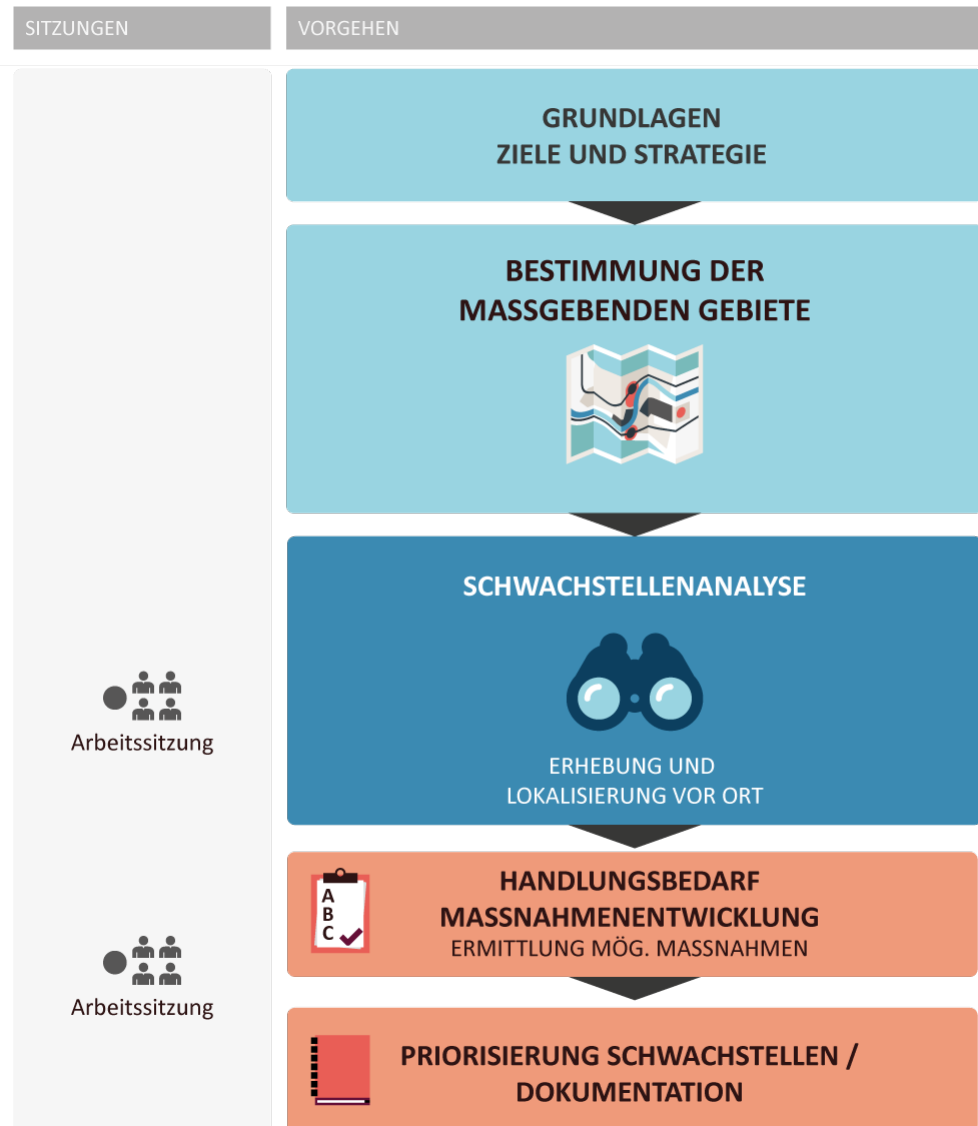 SITZUNGEN
VORGEHEN
GRUNDLAGEN
ZIELE UND STRATEGIE
BESTIMMUNG DER
MASSGEBENDEN GEBIETE
SCHWACHSTELLENANALYSE
ERHEBUNG UND
LOKALISIERUNG VOR ORT
Arbeitssitzung
A
B
C
HANDLUNGSBEDARF
MASSNAHMENENTWICKLUNG
ERMITTLUNG MÖG. MASSNAHMEN
Arbeitssitzung
PRIORISIERUNG SCHWACHSTELLEN /
DOKUMENTATION